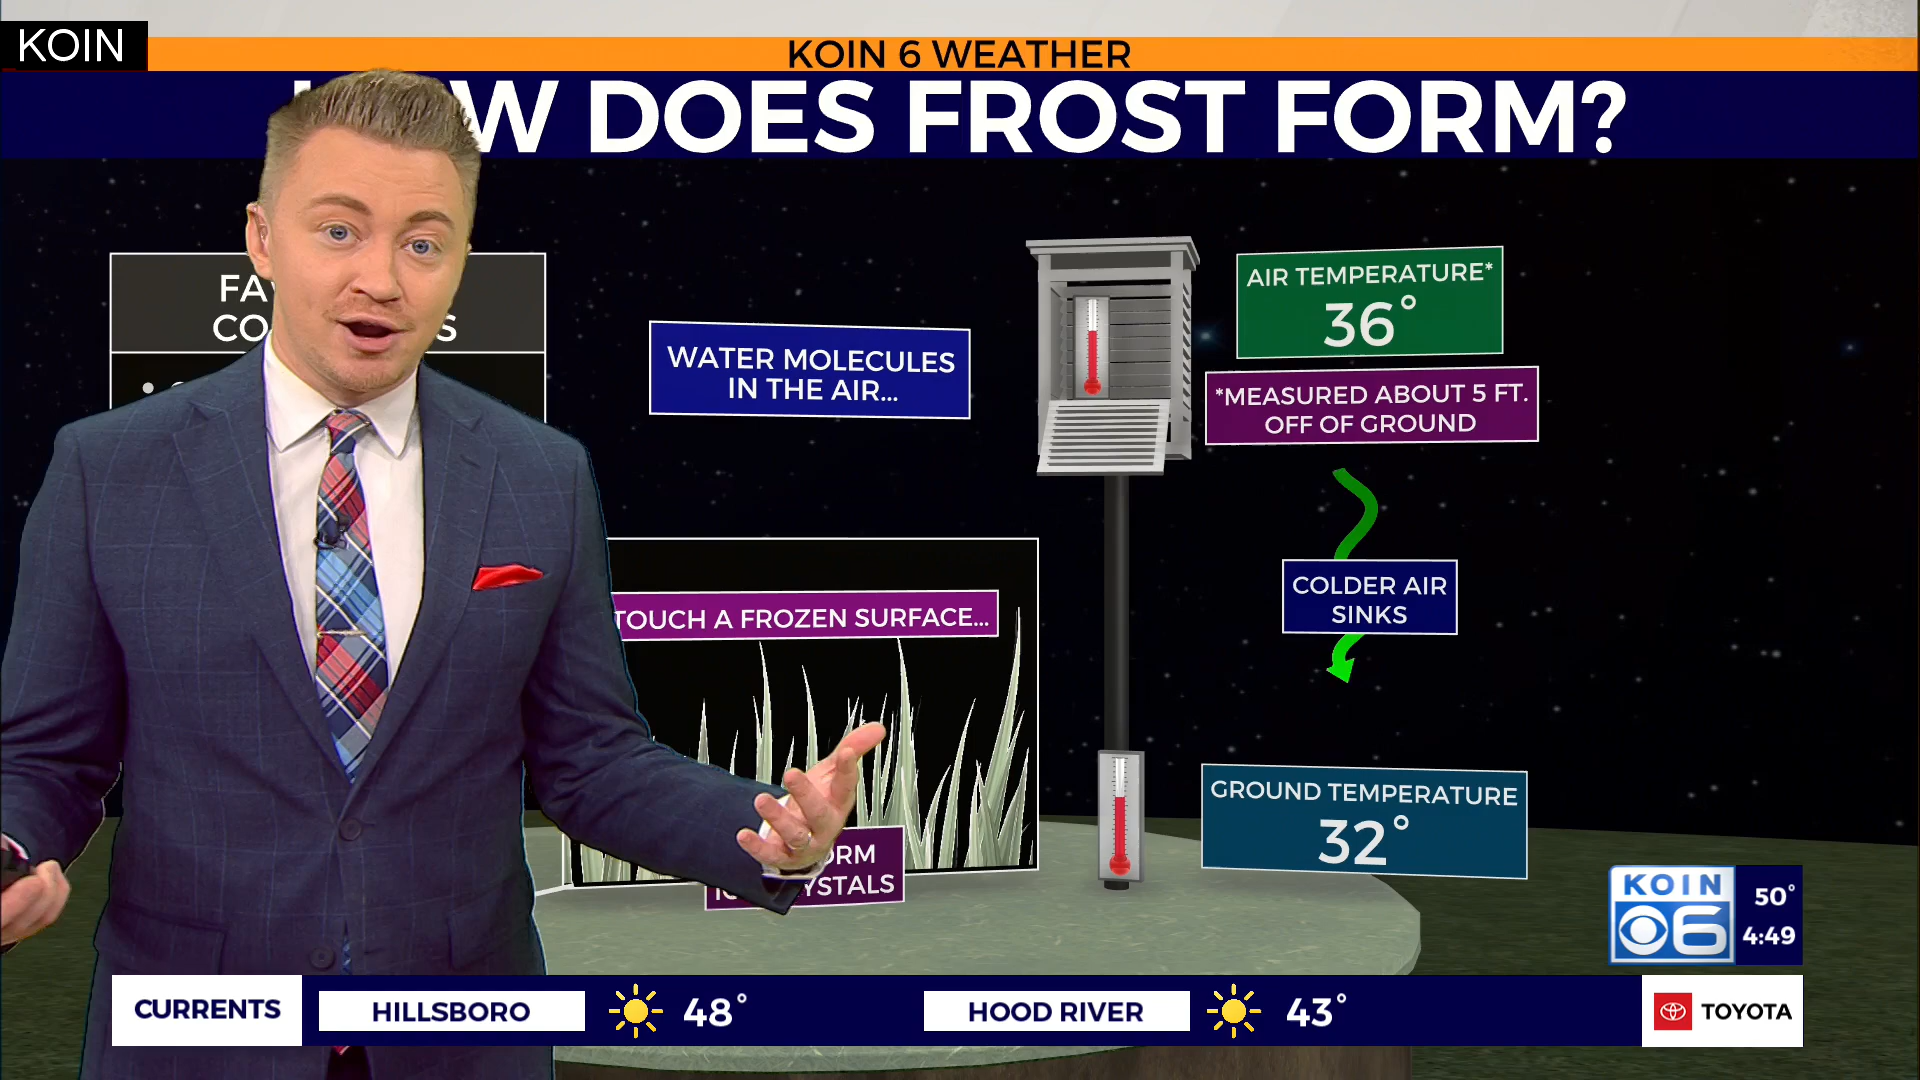 KOIN
KOIN 6 WEATHER
DOES FROST FORM?
WATER MOLECULES
IN THE AIR...
AIR TEMPERATURE*
36°
*MEASURED ABOUT 5 FT.
OFF OF GROUND
COLDER AIR
SINKS
TOUCH A FROZEN SURFACE...
GROUND TEMPERATURE
32°
KOIN
6
50°
4:49
CURRENTS
HILLSBORO
48°
HOOD RIVER
43°
TOYOTA